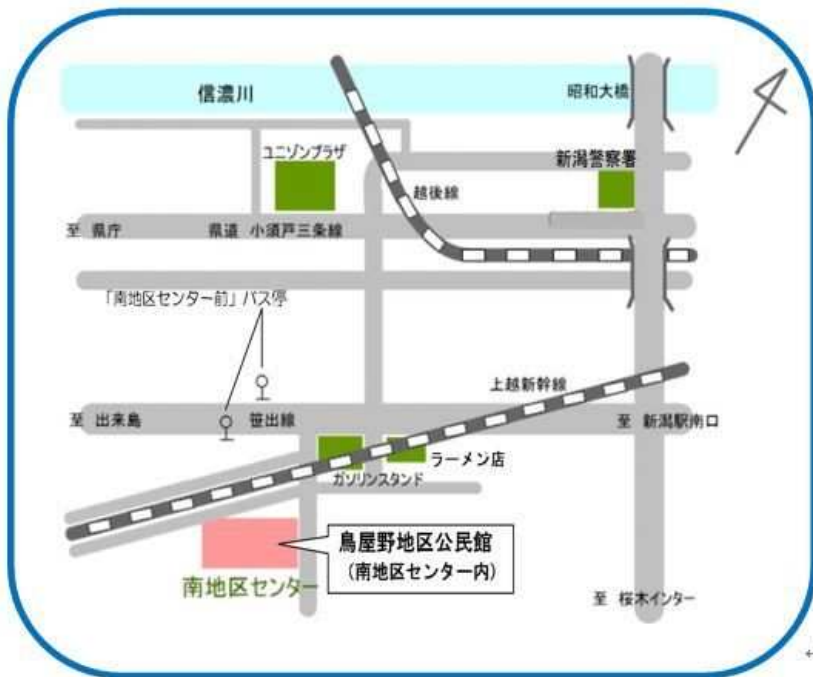 信濃川
昭和大橋
ユニゾンプラザ
新潟警察署
越後線
至 県庁
県道 小須戸三条線
「南地区センター前」バス停
上越新幹線
至 出来島
笹出線
至 新潟駅南口
ラーメン店
ガソリンスタンド
鳥屋野地区公民館
(南地区センター内)
南地区センター
至 桜木インター